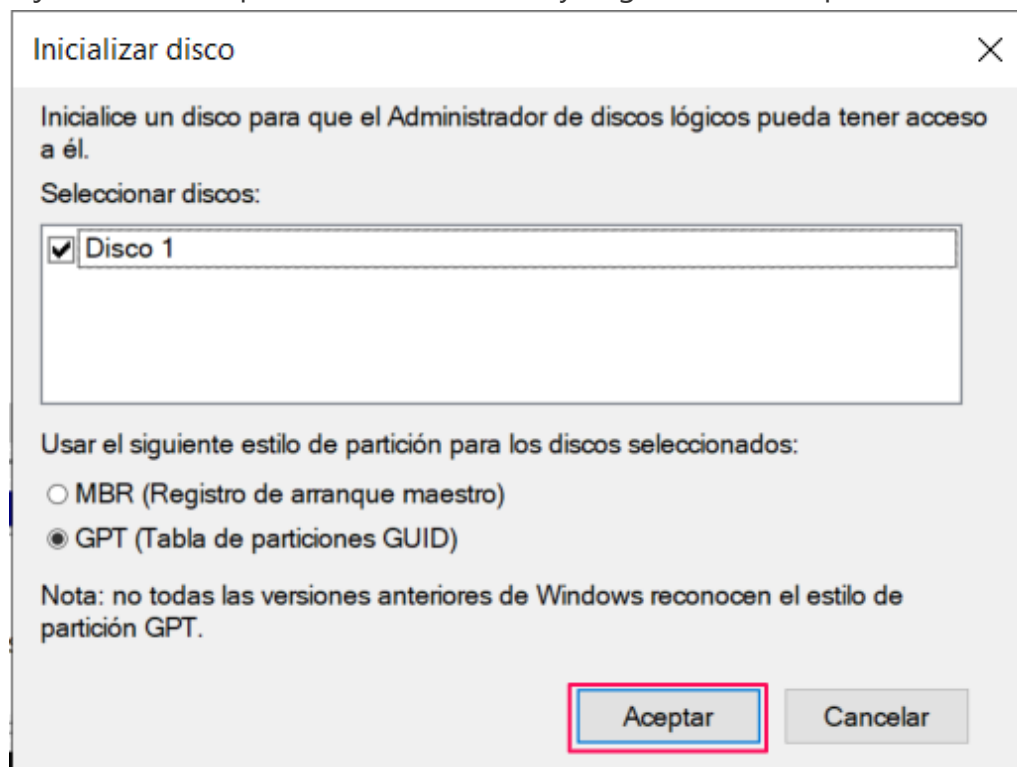 Inicializar disco
Inicialice un disco para que el Administrador de discos lógicos pueda tener acceso
a él.
Seleccionar discos:
Disco 1
Usar el siguiente estilo de partición para los discos seleccionados:
MBR (Registro de arranque maestro)
GPT (Tabla de particiones GUID)
Nota: no todas las versiones anteriores de Windows reconocen el estilo de
partición GPT.
Aceptar
Cancelar